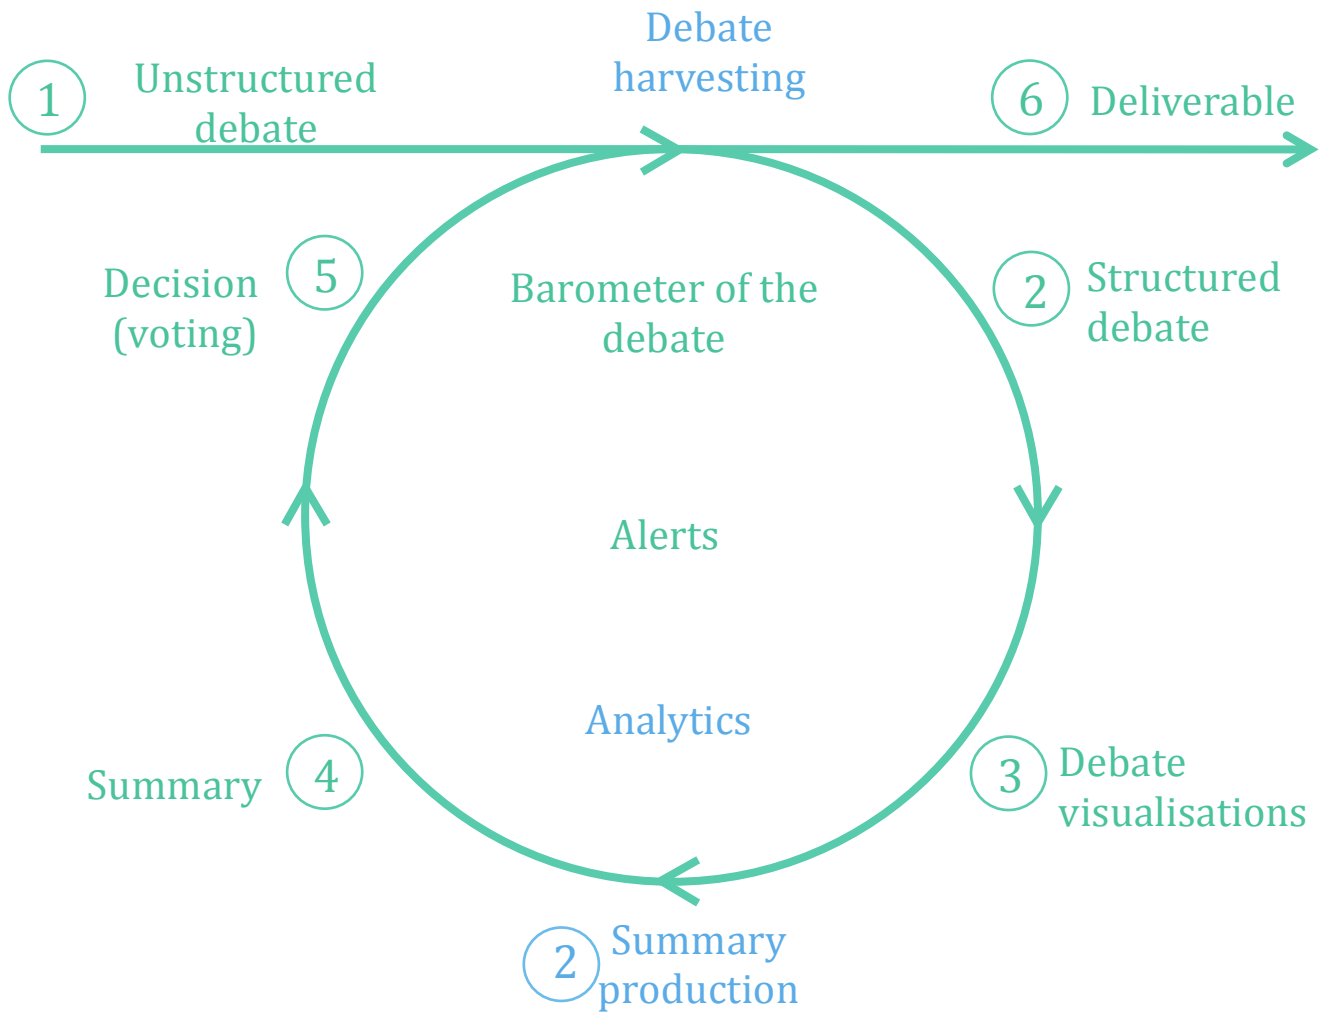 Debate
harvesting
1
Unstructured
debate
6
Deliverable
5
Decision
(voting)
Barometer of the
debate
2
Structured
debate
Alerts
Analytics
Summary
4
3
Debate
visualisations
2
Summary
production